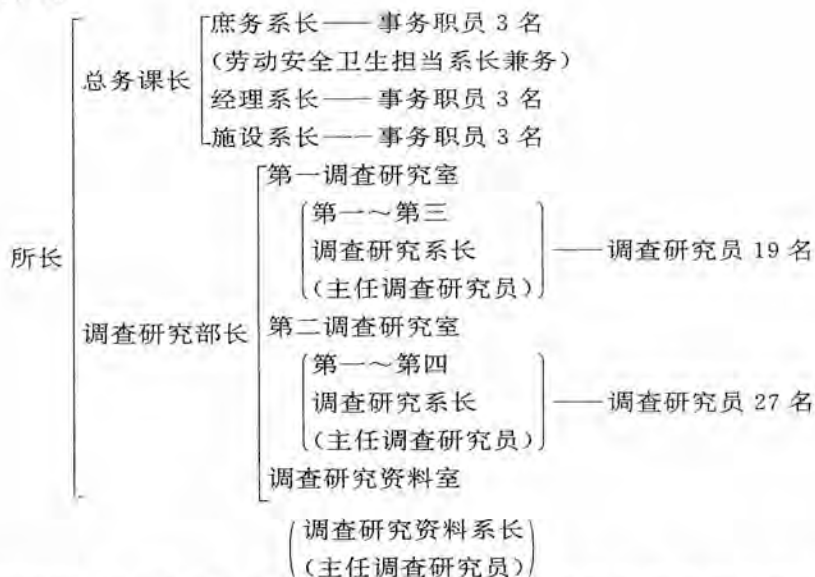 庶务系长——事务职员 3 名
(劳动安全卫生担当系长兼务)
总务课长
经理系长——事务职员 3 名
施设系长——事务职员 3 名
第一调查研究室
第一～第三
调查研究系长
(主任调查研究员)
——调查研究员 19 名
所长
调查研究部长
第二调查研究室
第一～第四
调查研究系长
(主任调查研究员)
——调查研究员 27 名
调查研究资料室
调查研究资料系长
(主任调查研究员)